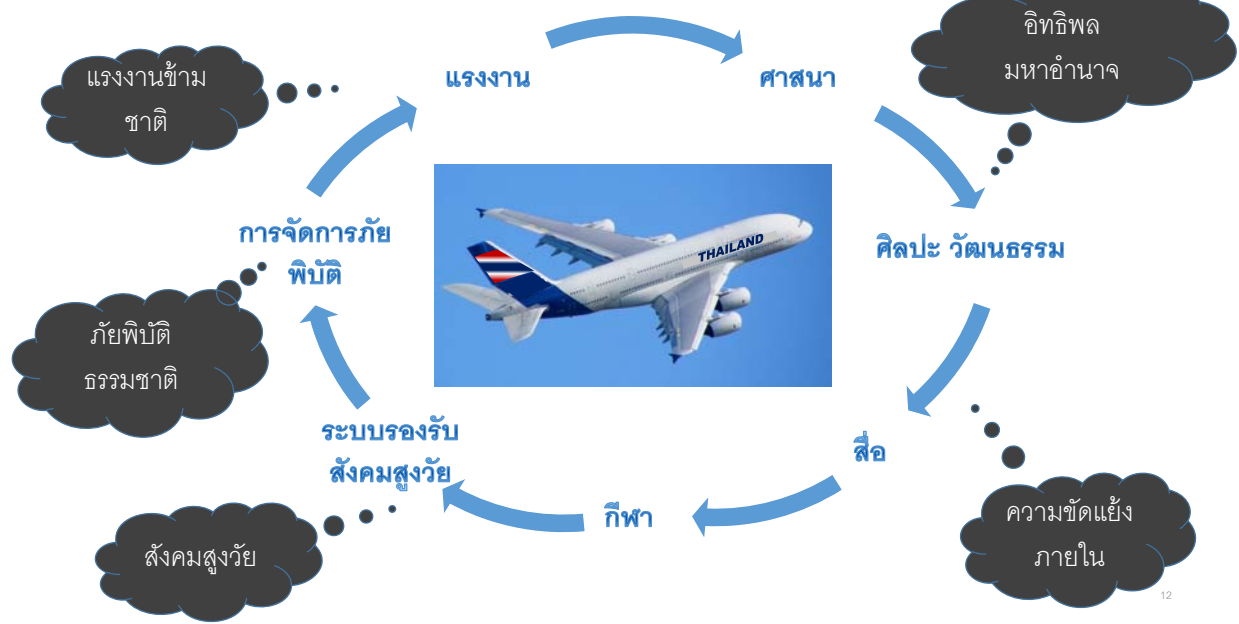 อิทธิพล
มหาอำนาจ
แรงงานข้าม
ชาติ
แรงงาน
ศาสนา
การจัดการภัย
พิบัติ
THAILAND
ศิลปะ วัฒนธรรม
ภัยพิบัติ
ธรรมชาติ
ระบบรองรับ
สังคมสูงวัย
สื่อ
กีฬา
ความขัดแย้ง
ภายใน
สังคมสูงวัย
12